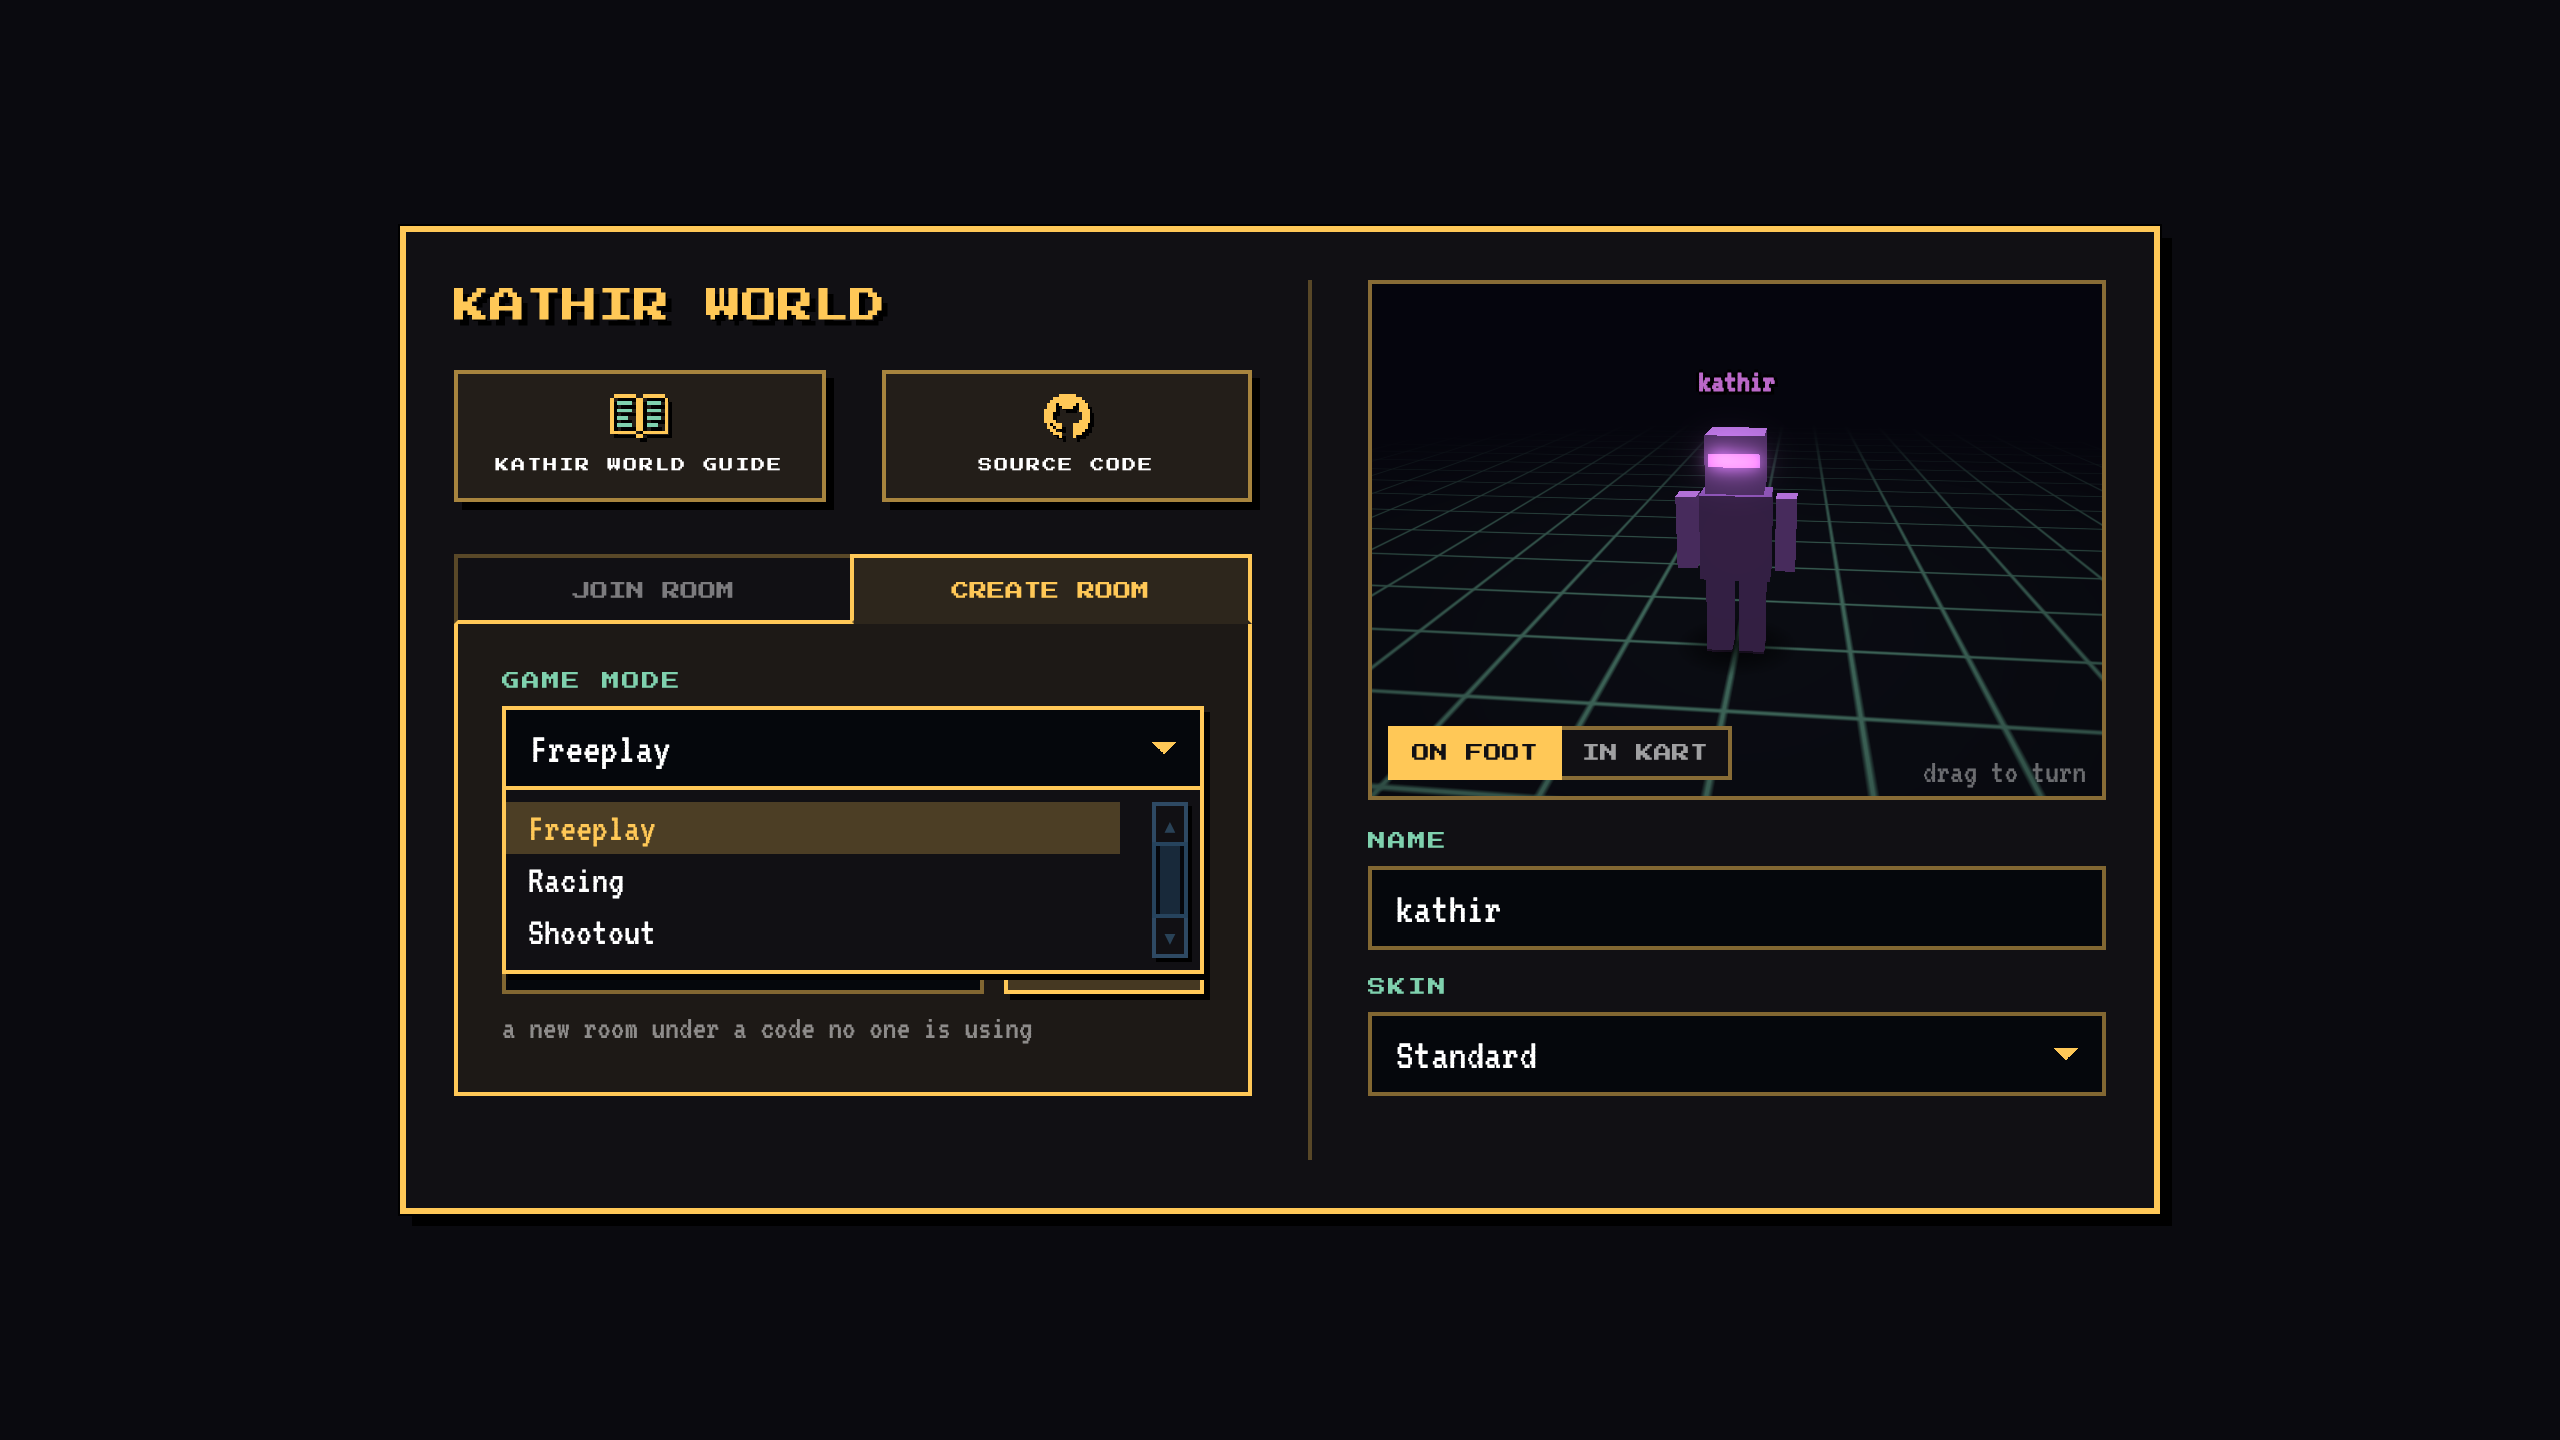 KATHIR WORLD
KATHIR WORLD GUIDE
SOURCE CODE
JOIN ROOM
CREATE ROOM
GAME MODE
Freeplay
Freeplay
Racing
Shootout
a new room under a code no one is using
kathir
ON FOOT
IN KART
drag to turn
NAME
kathir
SKIN
Standard